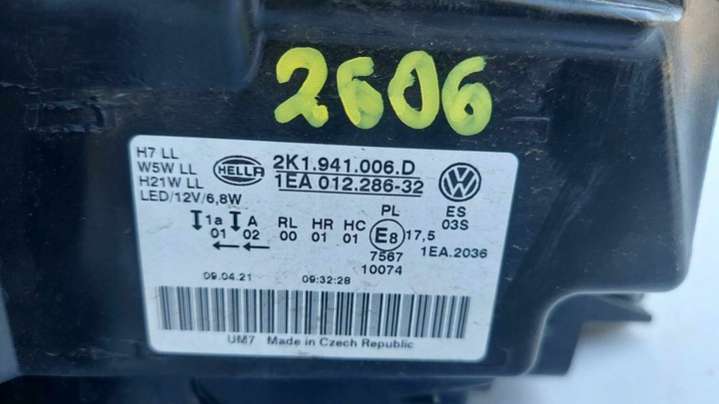 2606
H7 LL
W5W LL
H21W LL
LED/12V/6,8W
HELLA
2K1.941.006.D
1EA 012.286-32
1a A RL HR HC PL ES
01 02 00 01 01 E8 17,5 03S
7567 1EA.2036
10074
09.04.21 09:32:28
UM7 Made in Czech Republic